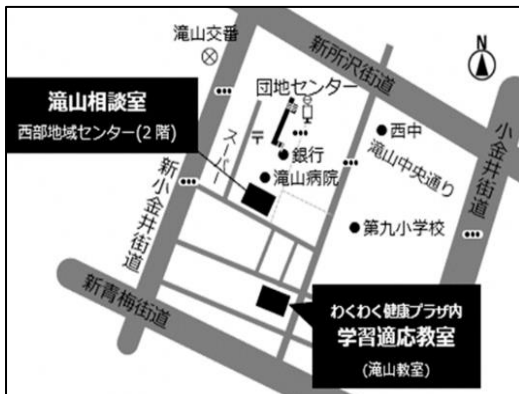 滝山交番
新所沢街道
N
団地センター
滝山相談室
西部地域センター(2階)
スーパー
〒
銀行
西中
滝山中央通り
小金井街道
滝山病院
新小金井街道
第九小学校
新青梅街道
わくわく健康プラザ内
学習適応教室
(滝山教室)